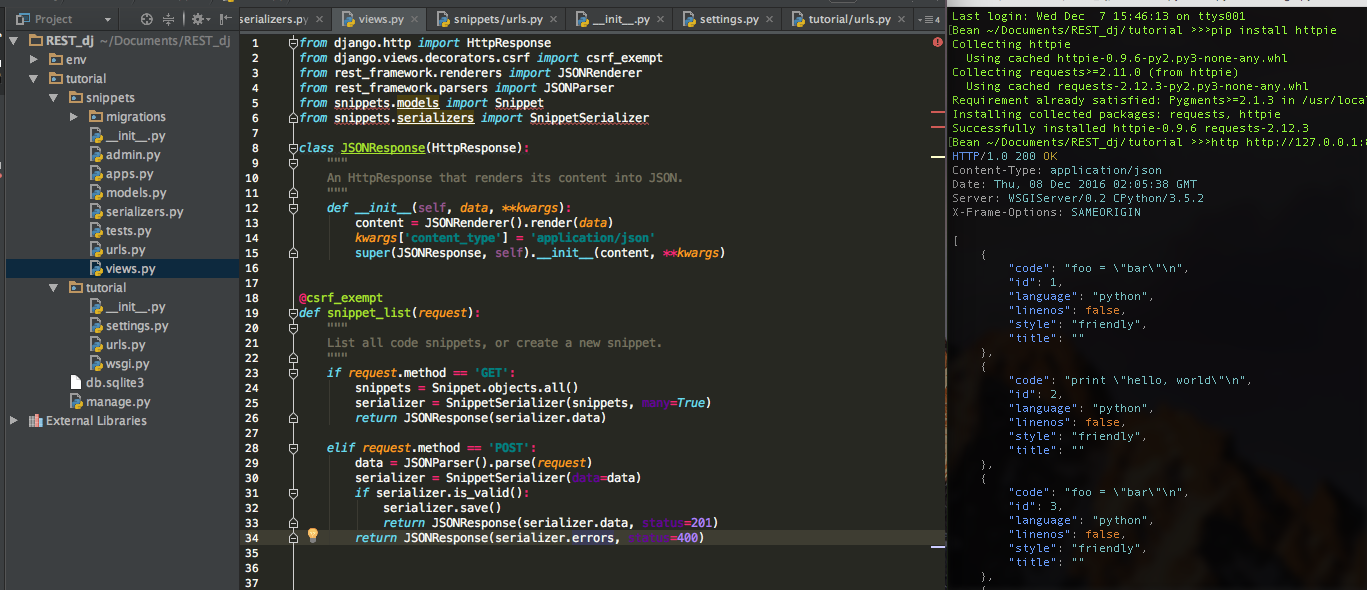 Project
REST_dj ~/Documents/REST_dj
env
tutorial
snippets
migrations
__init__.py
admin.py
apps.py
models.py
serializers.py
tests.py
urls.py
views.py
tutorial
__init__.py
settings.py
urls.py
wsgi.py
db.sqlite3
manage.py
External Libraries
serializers.py × views.py × snippets/urls.py × __init__.py × settings.py × tutorial/urls.py × 4
1 from django.http import HttpResponse
2 from django.views.decorators.csrf import csrf_exempt
3 from rest_framework.renderers import JSONRenderer
4 from rest_framework.parsers import JSONParser
5 from snippets.models import Snippet
6 from snippets.serializers import SnippetSerializer
7
8 class JSONResponse(HttpResponse):
9 """
10 An HttpResponse that renders its content into JSON.
11 """
12 def __init__(self, data, **kwargs):
13 content = JSONRenderer().render(data)
14 kwargs['content_type'] = 'application/json'
15 super(JSONResponse, self).__init__(content, **kwargs)
16
17
18 @csrf_exempt
19 def snippet_list(request):
20 """
21 List all code snippets, or create a new snippet.
22 """
23 if request.method == 'GET':
24 snippets = Snippet.objects.all()
25 serializer = SnippetSerializer(snippets, many=True)
26 return JSONResponse(serializer.data)
27
28 elif request.method == 'POST':
29 data = JSONParser().parse(request)
30 serializer = SnippetSerializer(data=data)
31 if serializer.is_valid():
32 serializer.save()
33 return JSONResponse(serializer.data, status=201)
34 return JSONResponse(serializer.errors, status=400)
35
36
37
Last login: Wed Dec  7 15:46:13 on ttys001
[Bean ~/Documents/REST_dj/tutorial >>>pip install httpie
Collecting httpie
Using cached httpie-0.9.6-py2.py3-none-any.whl
Collecting requests>=2.11.0 (from httpie)
Using cached requests-2.12.3-py2.py3-none-any.whl
Requirement already satisfied: Pygments>=2.1.3 in /usr/loca
Installing collected packages: requests, httpie
Successfully installed httpie-0.9.6 requests-2.12.3
[Bean ~/Documents/REST_dj/tutorial >>>http http://127.0.0.1:8
HTTP/1.0 200 OK
Content-Type: application/json
Date: Thu, 08 Dec 2016 02:05:38 GMT
Server: WSGIServer/0.2 CPython/3.5.2
X-Frame-Options: SAMEORIGIN
[
{
"code": "foo = \"bar\"\n",
"id": 1,
"language": "python",
"linenos": false,
"style": "friendly",
"title": ""
},
{
"code": "print \"hello, world\"\n",
"id": 2,
"language": "python",
"linenos": false,
"style": "friendly",
"title": ""
},
{
"code": "foo = \"bar\"\n",
"id": 3,
"language": "python",
"linenos": false,
"style": "friendly",
"title": ""
},